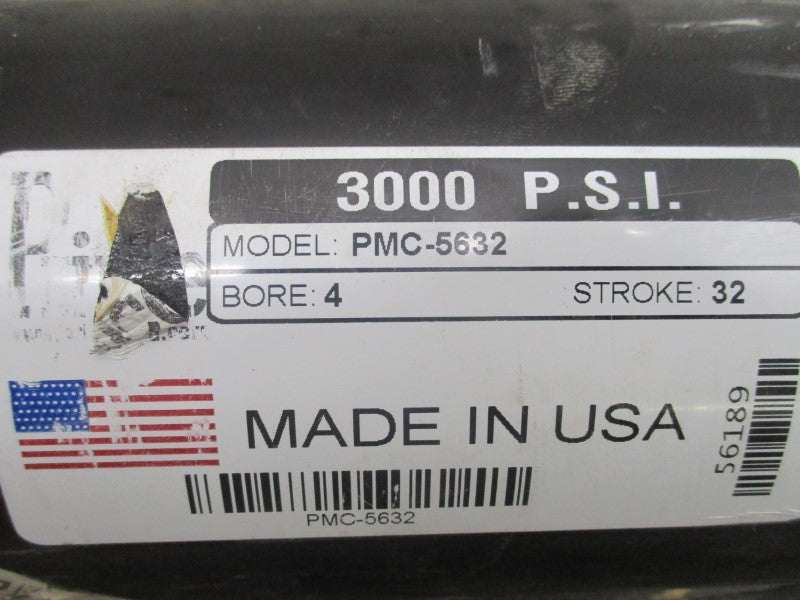 3000 P.S.I.
MODEL: PMC-5632
BORE: 4 STROKE: 32
MADE IN USA
56189
PMC-5632